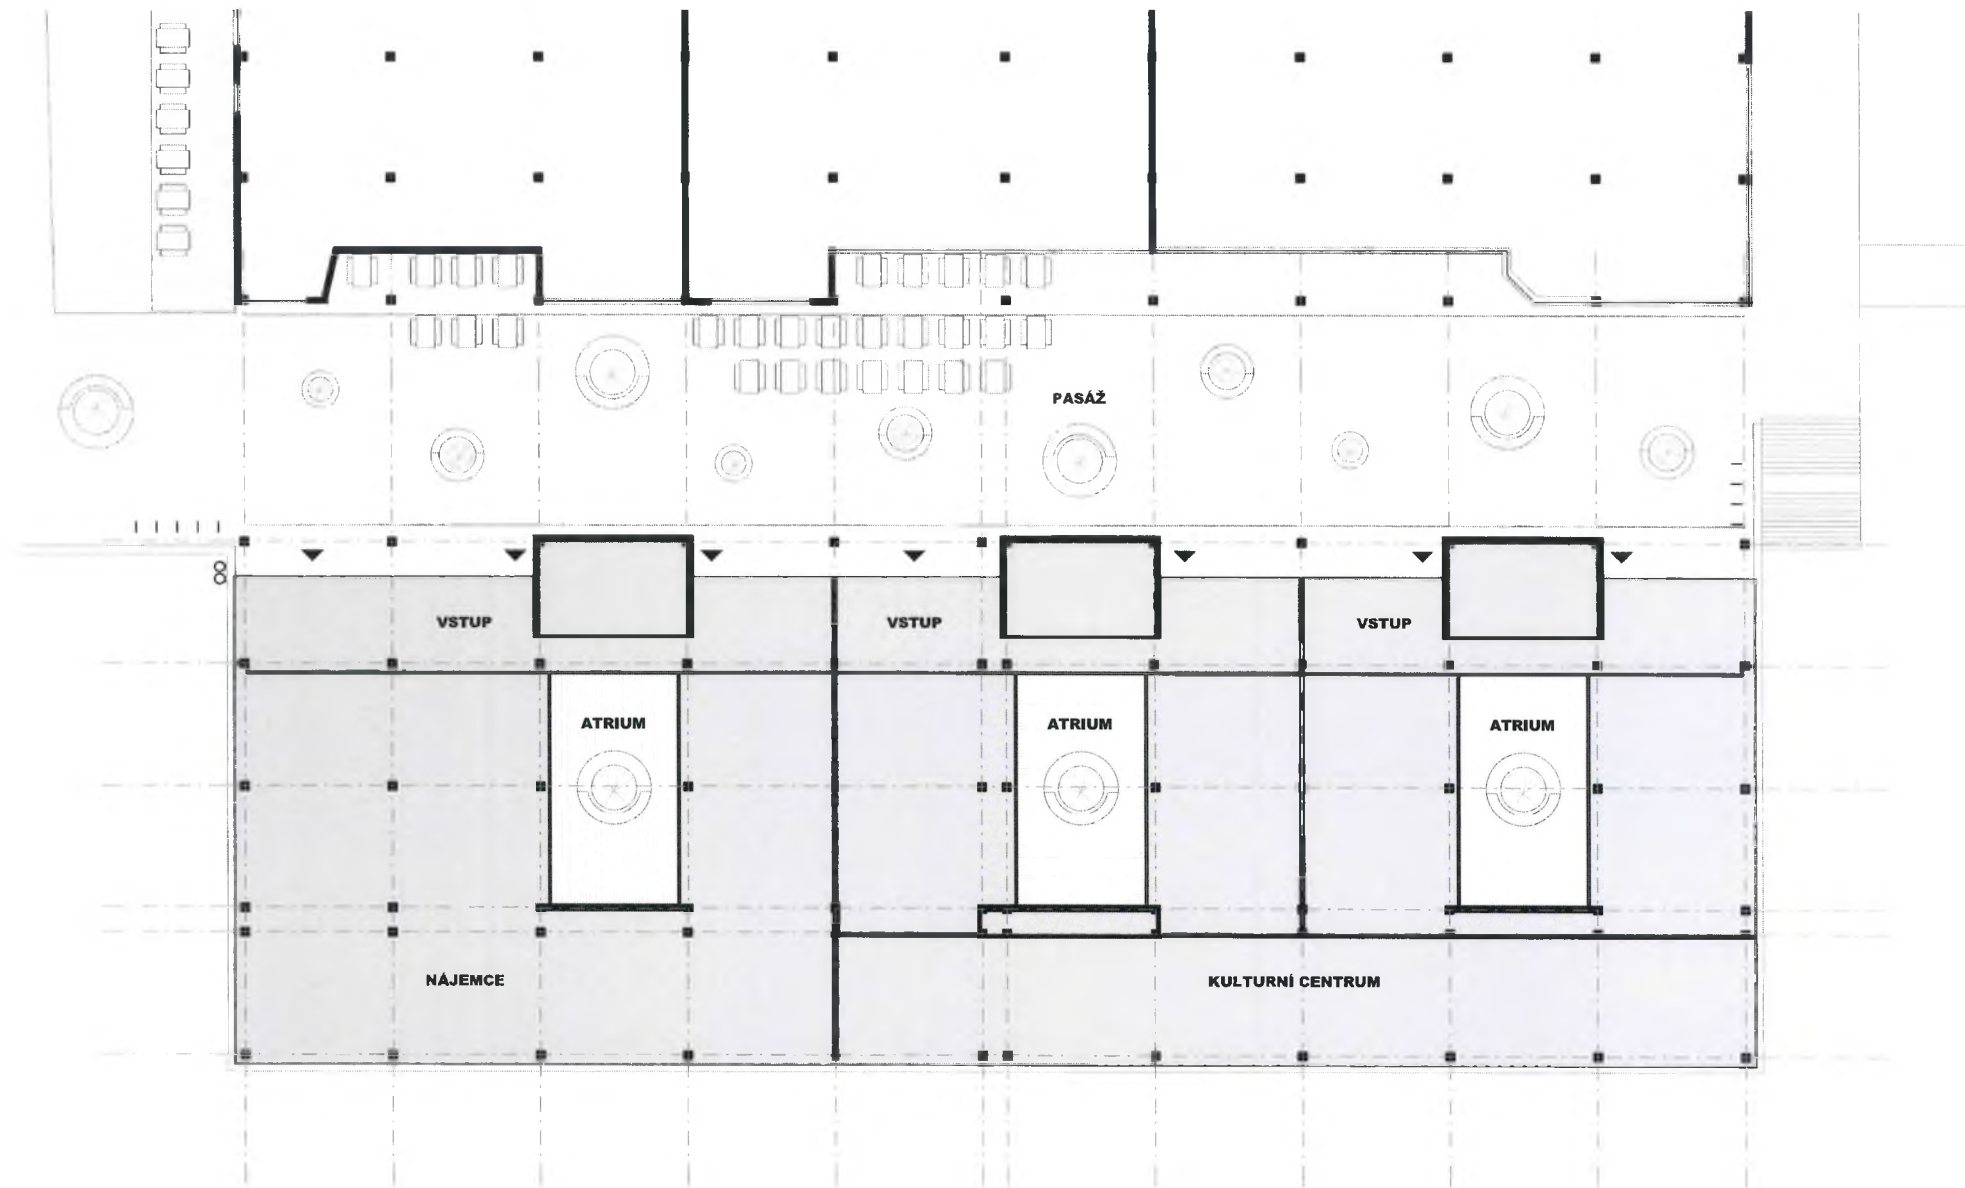 PASÁŽ
VSTUP
VSTUP
VSTUP
ATRIUM
ATRIUM
ATRIUM
NÁJEMCE
KULTURNÍ CENTRUM